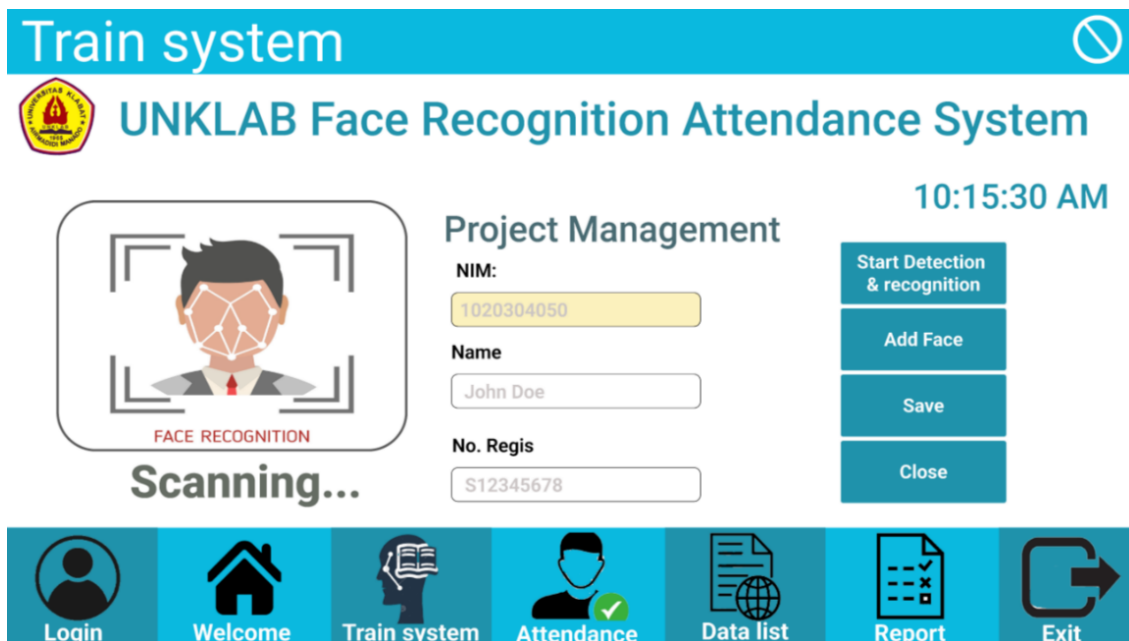 Train system
UNKLAB Face Recognition Attendance System
10:15:30 AM
FACE RECOGNITION
Scanning...
Project Management
NIM:
1020304050
Name
John Doe
No. Regis
S12345678
Start Detection
& recognition
Add Face
Save
Close
Login
Welcome
Train system
Attendance
Data list
Report
Exit